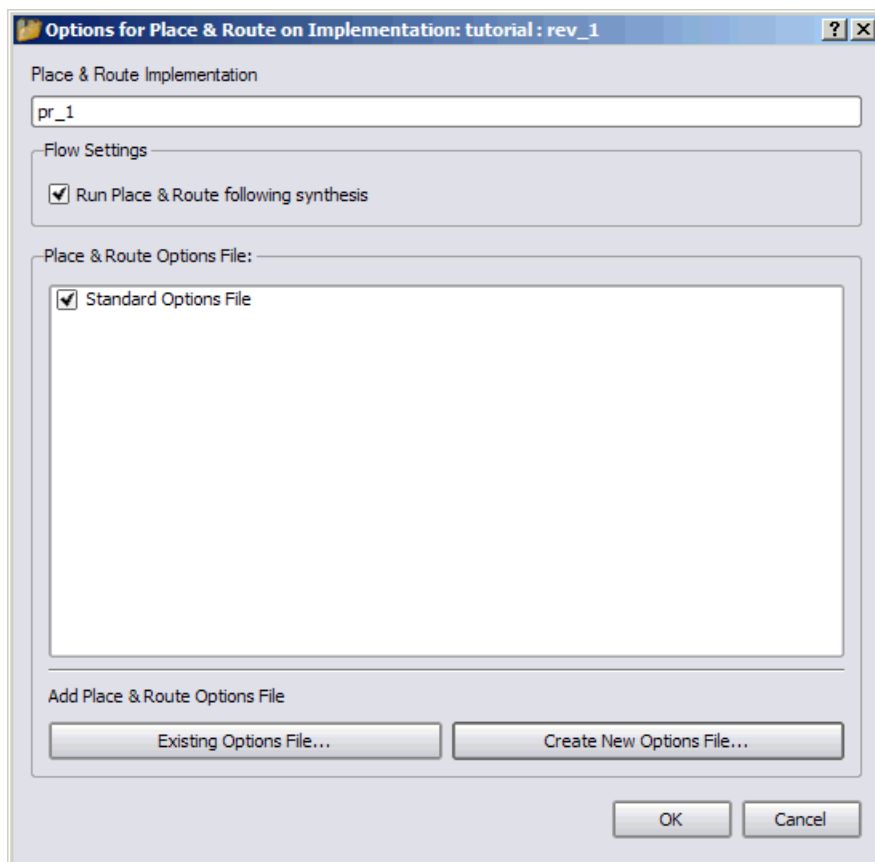 Options for Place & Route on Implementation: tutorial : rev_1
Place & Route Implementation
pr_1
Flow Settings
Run Place & Route following synthesis
Place & Route Options File:
Standard Options File
Add Place & Route Options File
Existing Options File... Create New Options File...
OK Cancel